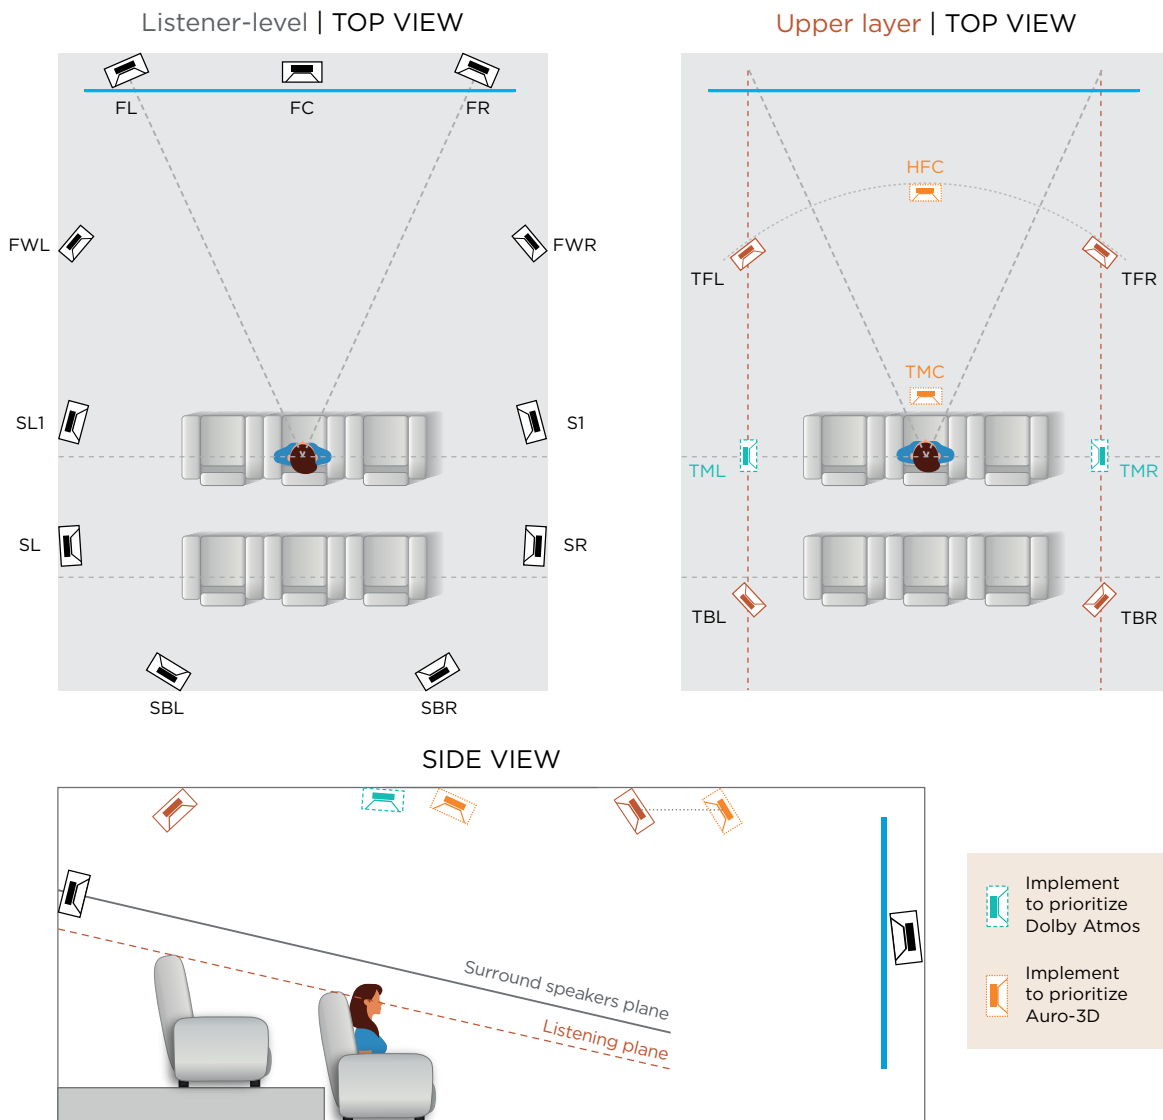 Listener-level | TOP VIEW
FL
FC
FR
FWL
FWR
SL1
S1
SL
SR
SBL
SBR
Upper layer | TOP VIEW
HFC
TFL
TFR
TMC
TML
TMR
TBL
TBR
SIDE VIEW
Surround speakers plane
Listening plane
Implement
to prioritize
Dolby Atmos
Implement
to prioritize
Auro-3D